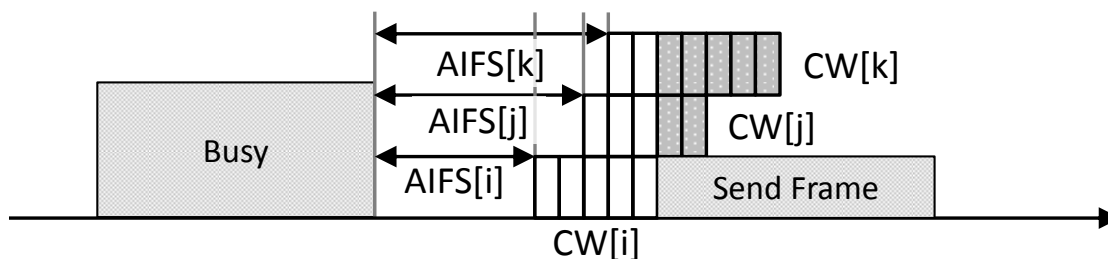 AIFS[k]
CW[k]
AIFS[j]
CW[j]
Busy
AIFS[i]
Send Frame
CW[i]